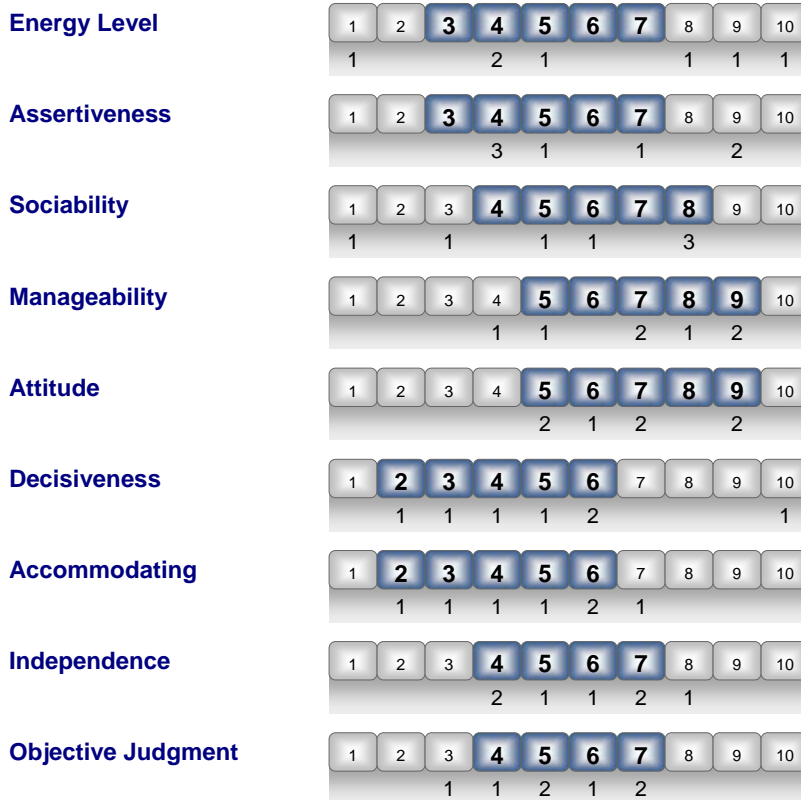 Energy Level 1 2 3 4 5 6 7 8 9 10
1 2 1 1 1 1
Assertiveness 1 2 3 4 5 6 7 8 9 10
3 1 1 2
Sociability 1 2 3 4 5 6 7 8 9 10
1 1 1 1 3
Manageability 1 2 3 4 5 6 7 8 9 10
1 1 2 1 2
Attitude 1 2 3 4 5 6 7 8 9 10
2 1 2 2
Decisiveness 1 2 3 4 5 6 7 8 9 10
1 1 1 1 2 1
Accommodating 1 2 3 4 5 6 7 8 9 10
1 1 1 1 2 1
Independence 1 2 3 4 5 6 7 8 9 10
2 1 1 2 1
Objective Judgment 1 2 3 4 5 6 7 8 9 10
1 1 2 1 2